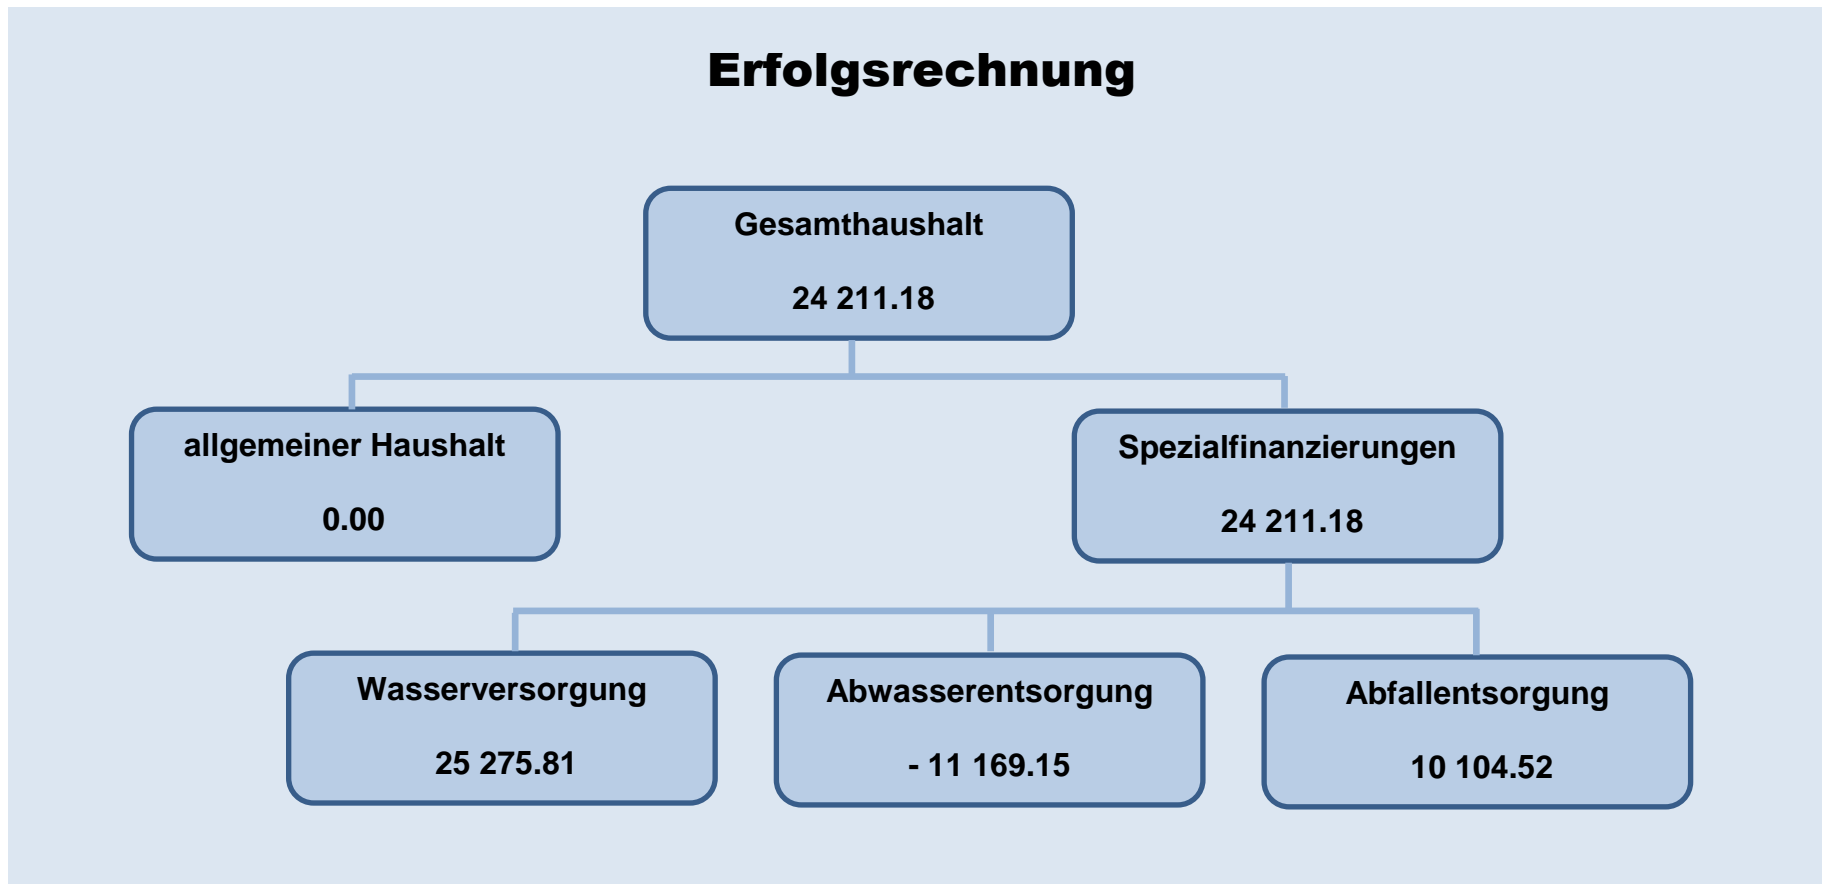 Erfolgsrechnung
Gesamthaushalt
24 211.18
allgemeiner Haushalt
0.00
Spezialfinanzierungen
24 211.18
Wasserversorgung
25 275.81
Abwasserentsorgung
- 11 169.15
Abfallentsorgung
10 104.52